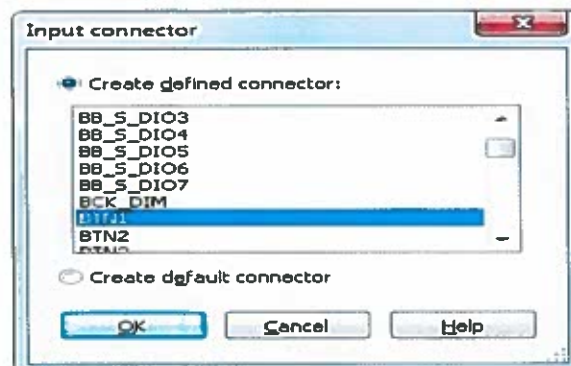 Input connector
Create defined connector:
BB_S_DIO3
BB_S_DIO4
BB_S_DIO5
BB_S_DIO6
BB_S_DIO7
BCK_DIM
BTN1
BTN2
Create default connector
OK
Cancel
Help